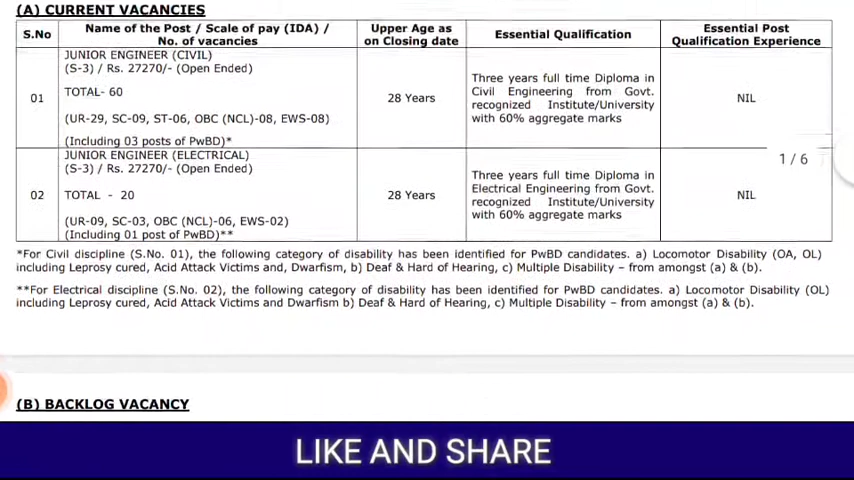 (A) CURRENT VACANCIES
S.No
Name of the Post / Scale of pay (IDA) /
No. of vacancies
Upper Age as
on Closing date
Essential Qualification
Essential Post
Qualification Experience
01
JUNIOR ENGINEER (CIVIL)
(S-3) / Rs. 27270/- (Open Ended)
TOTAL- 60
(UR-29, SC-09, ST-06, OBC (NCL)-08, EWS-08)
(Including 03 posts of PwBD)*
28 Years
Three years full time Diploma in
Civil Engineering from Govt.
recognized Institute/University
with 60% aggregate marks
NIL
1 / 6
02
JUNIOR ENGINEER (ELECTRICAL)
(S-3) / Rs. 27270/- (Open Ended)
TOTAL - 20
(UR-09, SC-03, OBC (NCL)-06, EWS-02)
(Including 01 post of PwBD)**
28 Years
Three years full time Diploma in
Electrical Engineering from Govt.
recognized Institute/University
with 60% aggregate marks
NIL
*For Civil discipline (S.No. 01), the following category of disability has been identified for PwBD candidates. a) Locomotor Disability (OA, OL)
including Leprosy cured, Acid Attack Victims and, Dwarfism, b) Deaf & Hard of Hearing, c) Multiple Disability – from amongst (a) & (b).
**For Electrical discipline (S.No. 02), the following category of disability has been identified for PwBD candidates. a) Locomotor Disability (OL)
including Leprosy cured, Acid Attack Victims and Dwarfism b) Deaf & Hard of Hearing, c) Multiple Disability – from amongst (a) & (b).
(B) BACKLOG VACANCY
LIKE AND SHARE